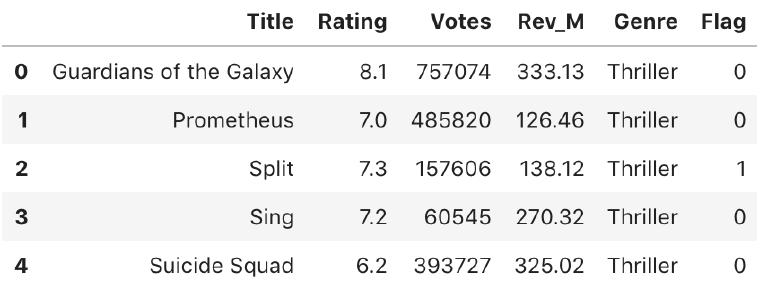 Title Rating Votes Rev_M Genre Flag
0 Guardians of the Galaxy 8.1 757074 333.13 Thriller 0
1 Prometheus 7.0 485820 126.46 Thriller 0
2 Split 7.3 157606 138.12 Thriller 1
3 Sing 7.2 60545 270.32 Thriller 0
4 Suicide Squad 6.2 393727 325.02 Thriller 0